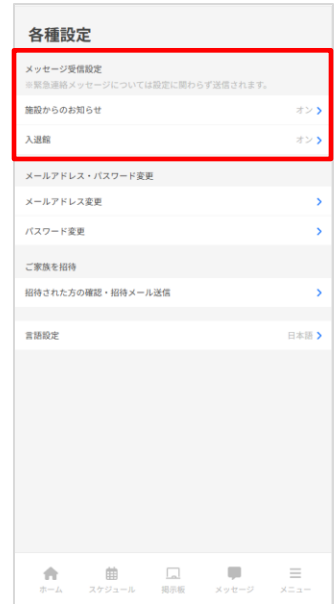 各種設定
メッセージ受信設定
※緊急連絡メッセージについては設定に関わらず送信されます。
施設からのお知らせ オン
入退館 オン
メールアドレス・パスワード変更
メールアドレス変更
パスワード変更
ご家族を招待
招待された方の確認・招待メール送信
言語設定 日本語
ホーム スケジュール 掲示板 メッセージ メニュー